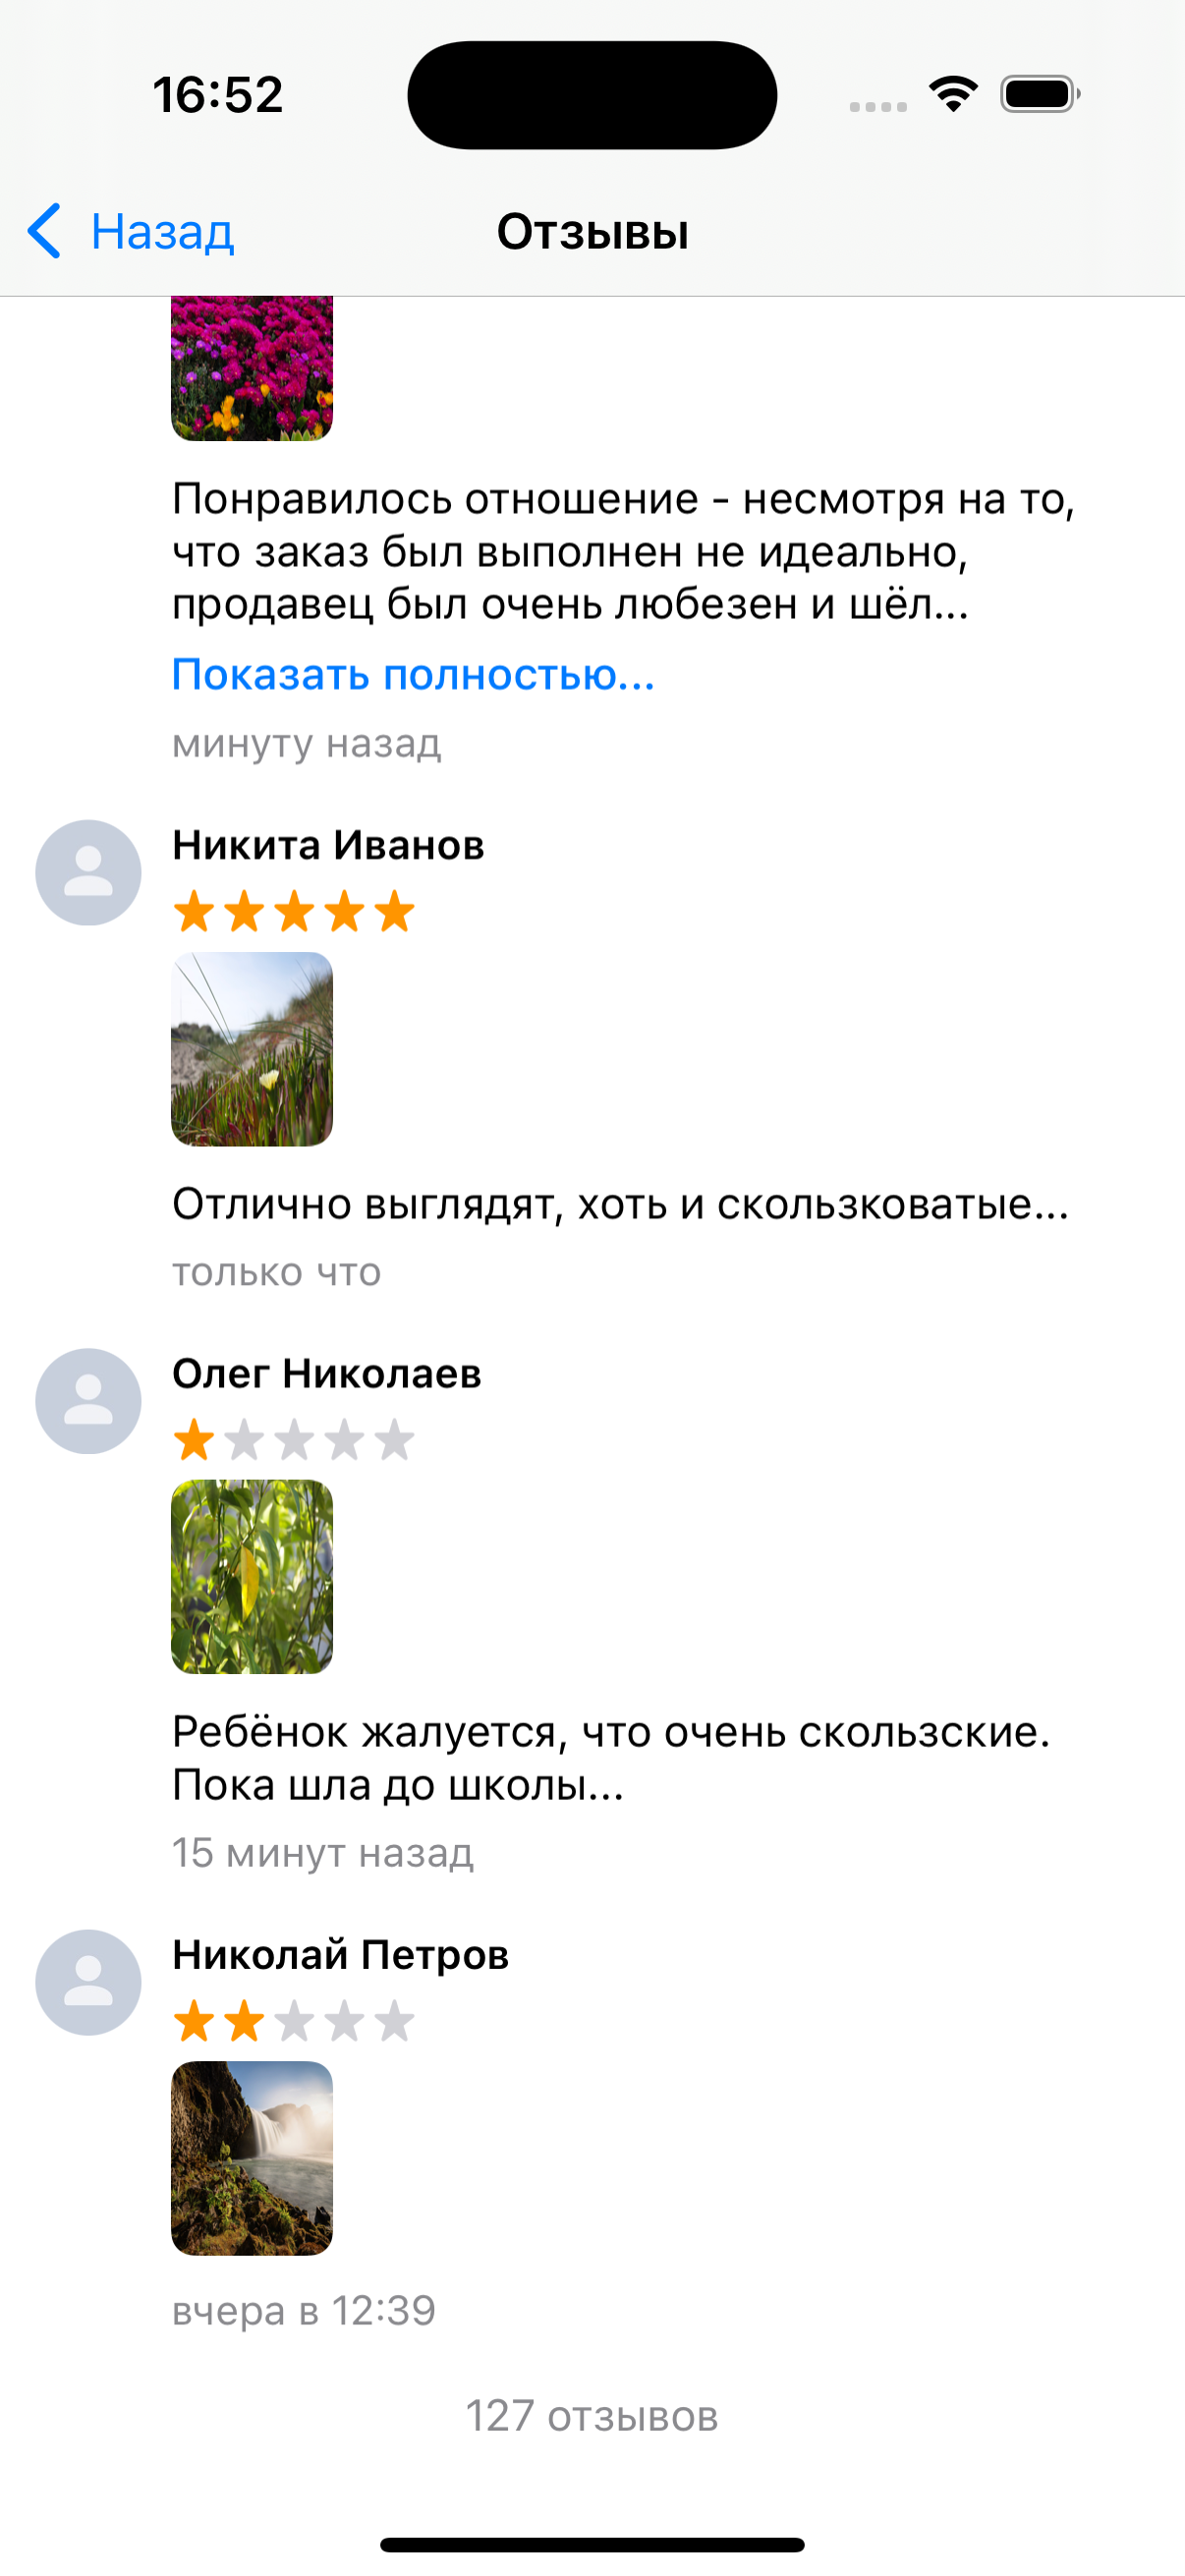 16:52
Назад
Отзывы
Понравилось отношение - несмотря на то,
что заказ был выполнен не идеально,
продавец был очень любезен и шёл...
Показать полностью...
минуту назад
Никита Иванов
Отлично выглядят, хоть и скользковатые...
только что
Олег Николаев
Ребёнок жалуется, что очень скользские.
Пока шла до школы...
15 минут назад
Николай Петров
вчера в 12:39
127 отзывов